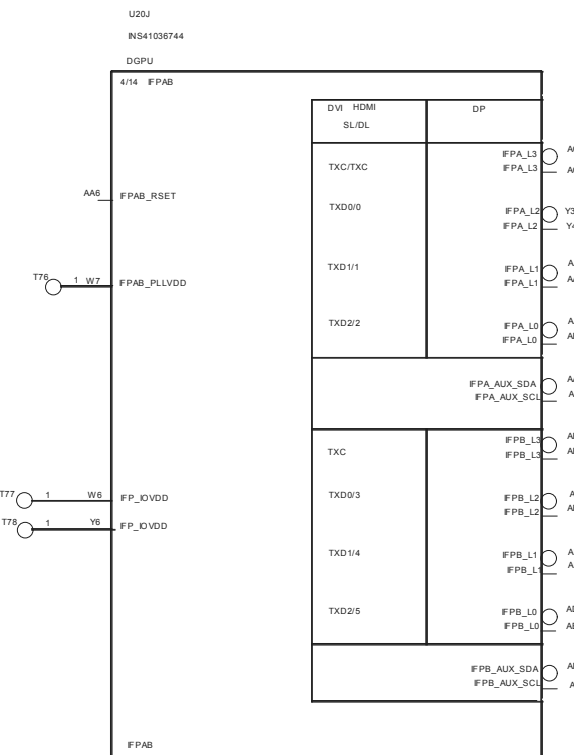 U20J
INS41036744
DGPU
4/14 IFPAB
DVI HDMI
SL/DL
DP
TXC/TXC
IFPA_L3
IFPA_L3
AA6
IFPAB_RSET
TXD0/0
IFPA_L2
IFPA_L2
Y3
Y4
T76
1 W7
IFPAB_PLLVDD
TXD1/1
IFPA_L1
IFPA_L1
TXD2/2
IFPA_L0
IFPA_L0
IFPA_AUX_SDA
IFPA_AUX_SCL
TXC
IFPB_L3
IFPB_L3
T77
1 W6
IFP_IOVDD
TXD0/3
IFPB_L2
IFPB_L2
T78
1 Y6
IFP_IOVDD
TXD1/4
IFPB_L1
IFPB_L1
TXD2/5
IFPB_L0
IFPB_L0
IFPB_AUX_SDA
IFPB_AUX_SCL
IFPAB